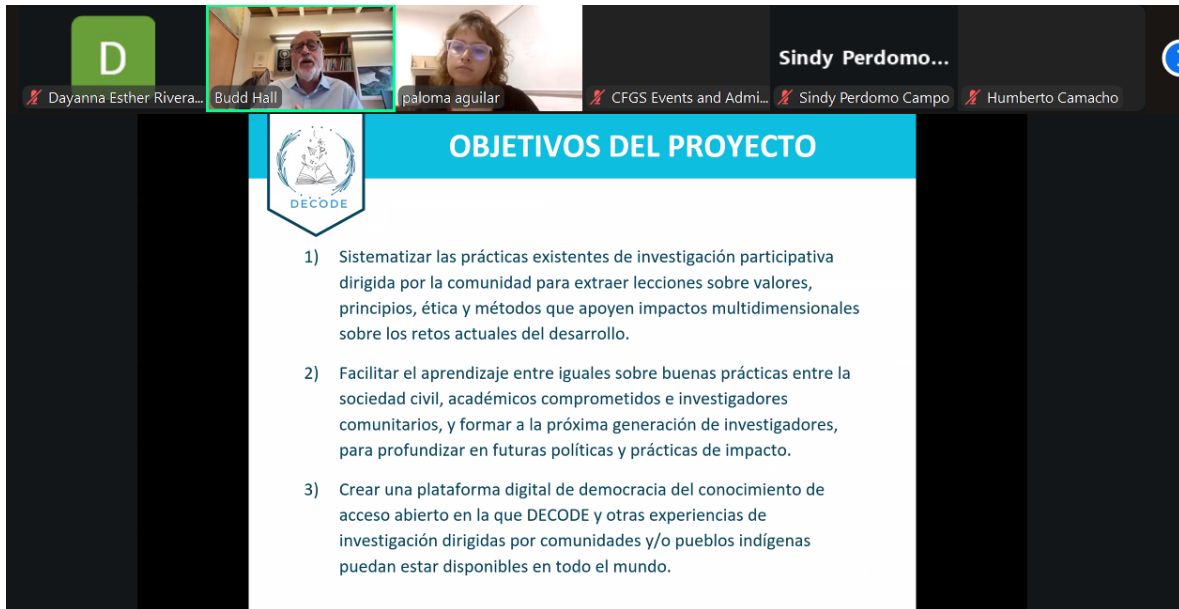 D
Sindy Perdomo...
Dayanna Esther Rivera...
Budd Hall
paloma aguilar
CFGS Events and Admi...
Sindy Perdomo Campo
Humberto Camacho
DECODE
OBJETIVOS DEL PROYECTO
1) Sistematizar las prácticas existentes de investigación participativa
dirigida por la comunidad para extraer lecciones sobre valores,
principios, ética y métodos que apoyen impactos multidimensionales
sobre los retos actuales del desarrollo.
2) Facilitar el aprendizaje entre iguales sobre buenas prácticas entre la
sociedad civil, académicos comprometidos e investigadores
comunitarios, y formar a la próxima generación de investigadores,
para profundizar en futuras políticas y prácticas de impacto.
3) Crear una plataforma digital de democracia del conocimiento de
acceso abierto en la que DECODE y otras experiencias de
investigación dirigidas por comunidades y/o pueblos indígenas
puedan estar disponibles en todo el mundo.